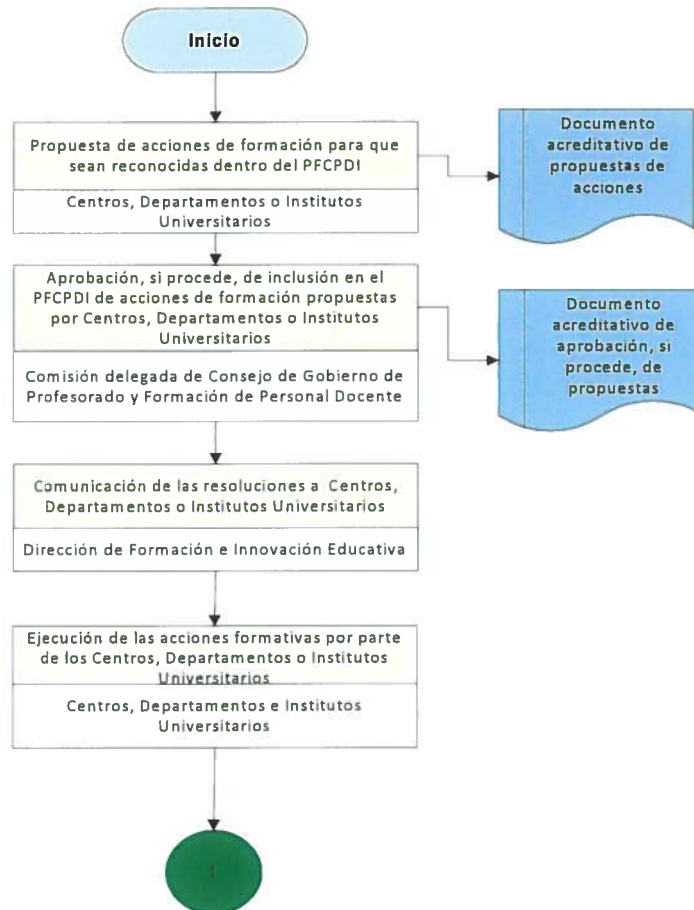 Inicio
Propuesta de acciones de formación para que
sean reconocidas dentro del PFCPDI
Centros, Departamentos o Institutos
Universitarios
Documento
acreditativo de
propuestas de
acciones
Aprobación, si procede, de inclusión en el
PFCPDI de acciones de formación propuestas
por Centros, Departamentos o Institutos
Universitarios
Comisión delegada de Consejo de Gobierno de
Profesorado y Formación de Personal Docente
Documento
acreditativo de
aprobación, si
procede, de
propuestas
Comunicación de las resoluciones a Centros,
Departamentos o Institutos Universitarios
Dirección de Formación e Innovación Educativa
Ejecución de las acciones formativas por parte
de los Centros, Departamentos o Institutos
Universitarios
Centros, Departamentos e Institutos
Universitarios
1